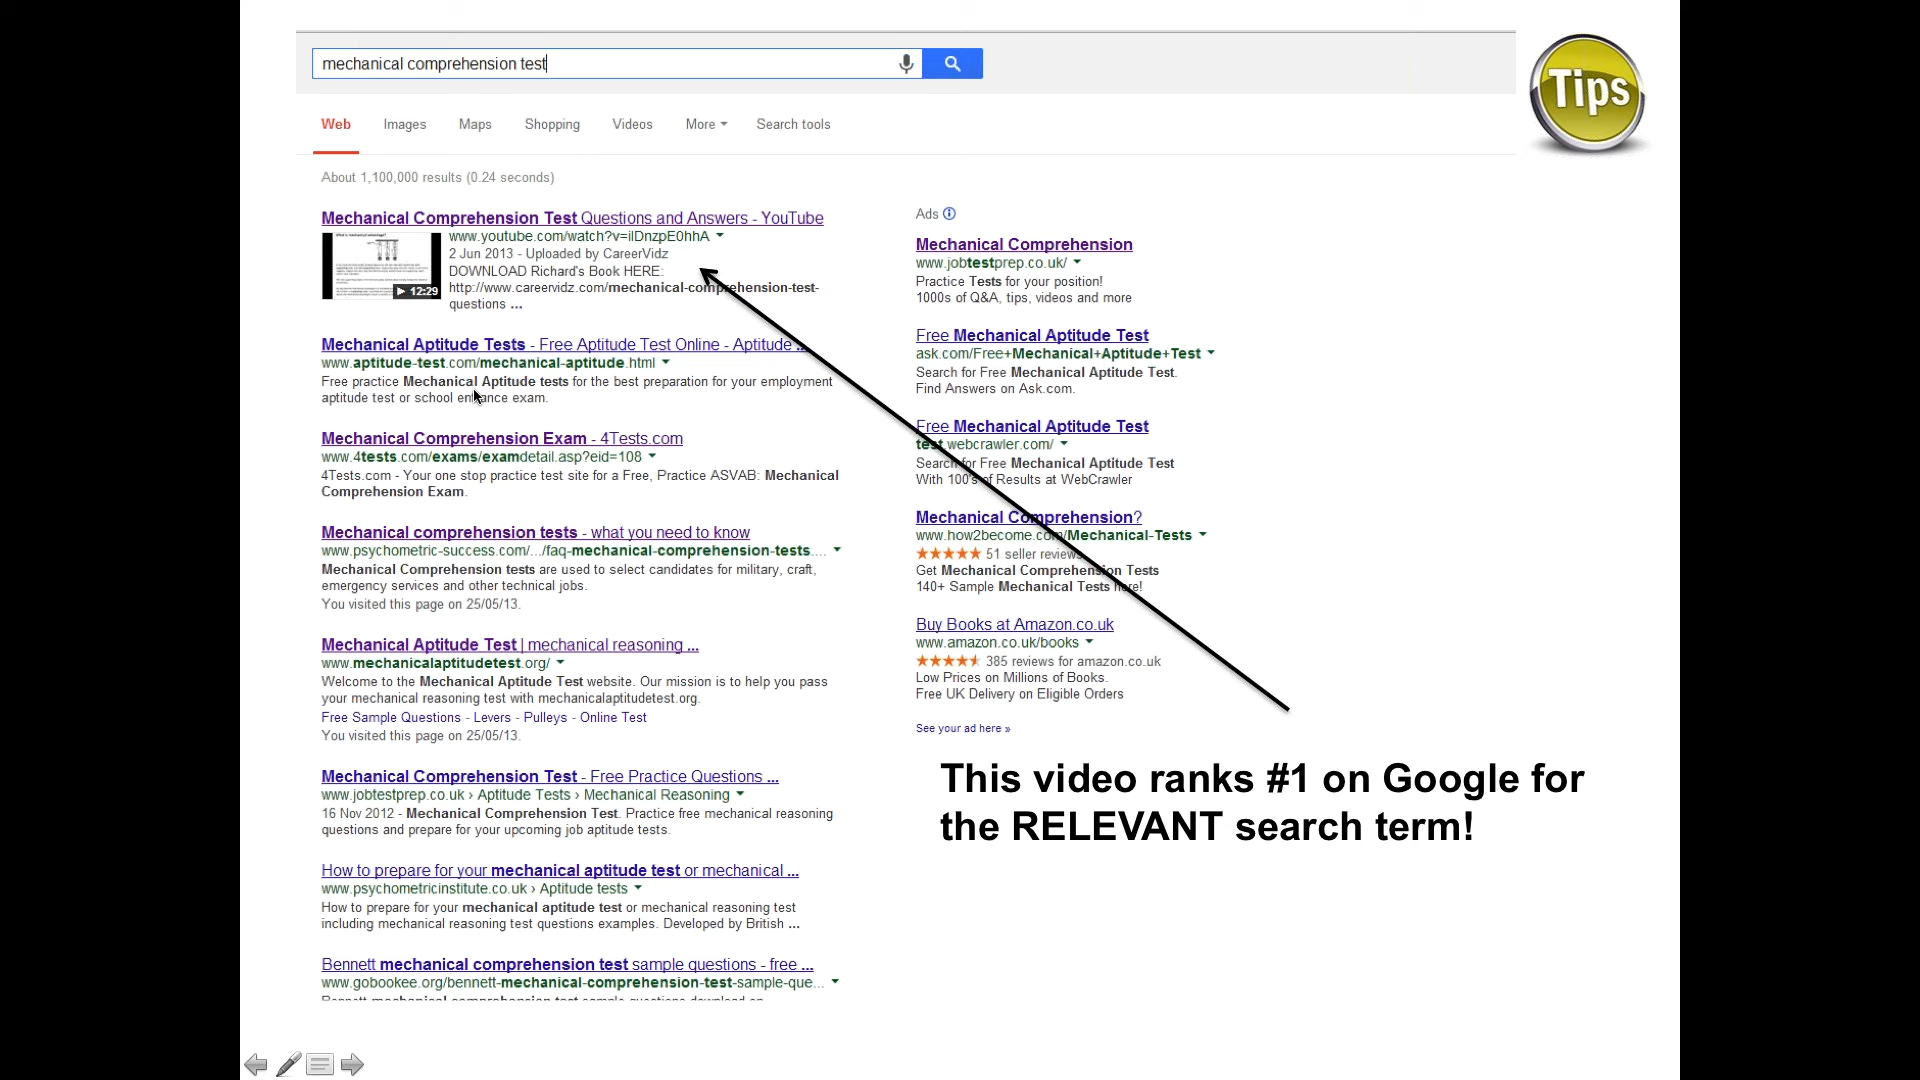 mechanical comprehension test
Tips
Web Images Maps Shopping Videos More Search tools
About 1,100,000 results (0.24 seconds)
Mechanical Comprehension Test Questions and Answers - YouTube
www.youtube.com/watch?v=ilDnzpE0hhA
2 Jun 2013 - Uploaded by CareerVidz
DOWNLOAD Richard's Book HERE:
http://www.careervidz.com/mechanical-comprehension-test-
questions ...
12:29
Mechanical Aptitude Tests - Free Aptitude Test Online - Aptitude ...
www.aptitude-test.com/mechanical-aptitude.html
Free practice Mechanical Aptitude tests for the best preparation for your employment
aptitude test or school entrance exam.
Mechanical Comprehension Exam - 4Tests.com
www.4tests.com/exams/examdetail.asp?eid=108
4Tests.com - Your one stop practice test site for a Free, Practice ASVAB: Mechanical
Comprehension Exam.
Mechanical comprehension tests - what you need to know
www.psychometric-success.com/.../faq-mechanical-comprehension-tests....
Mechanical Comprehension tests are used to select candidates for military, craft,
emergency services and other technical jobs.
You visited this page on 25/05/13.
Mechanical Aptitude Test | mechanical reasoning ...
www.mechanicalaptitudetest.org/
Welcome to the Mechanical Aptitude Test website. Our mission is to help you pass
your mechanical reasoning test with mechanicalaptitudetest.org.
Free Sample Questions - Levers - Pulleys - Online Test
You visited this page on 25/05/13.
Mechanical Comprehension Test - Free Practice Questions ...
www.jobtestprep.co.uk › Aptitude Tests › Mechanical Reasoning
16 Nov 2012 - Mechanical Comprehension Test. Practice free mechanical reasoning
questions and prepare for your upcoming job aptitude tests.
How to prepare for your mechanical aptitude test or mechanical ...
www.psychometricinstitute.co.uk › Aptitude tests
How to prepare for your mechanical aptitude test or mechanical reasoning test
including mechanical reasoning test questions examples. Developed by British ...
Bennett mechanical comprehension test sample questions - free ...
www.gobookee.org/bennett-mechanical-comprehension-test-sample-que...
Ads
Mechanical Comprehension
www.jobtestprep.co.uk/
Practice Tests for your position!
1000s of Q&A, tips, videos and more
Free Mechanical Aptitude Test
ask.com/Free+Mechanical+Aptitude+Test
Search for Free Mechanical Aptitude Test.
Find Answers on Ask.com.
Free Mechanical Aptitude Test
test.webcrawler.com/
Search for Free Mechanical Aptitude Test
With 100's of Results at WebCrawler
Mechanical Comprehension?
www.how2become.com/Mechanical-Tests
51 seller reviews
Get Mechanical Comprehension Tests
140+ Sample Mechanical Tests here!
Buy Books at Amazon.co.uk
www.amazon.co.uk/books
385 reviews for amazon.co.uk
Low Prices on Millions of Books.
Free UK Delivery on Eligible Orders
See your ad here »
This video ranks #1 on Google for
the RELEVANT search term!